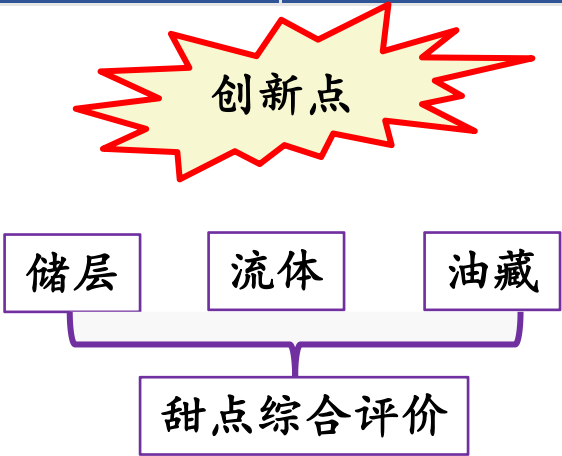 创新点
储层 流体 油藏
甜点综合评价